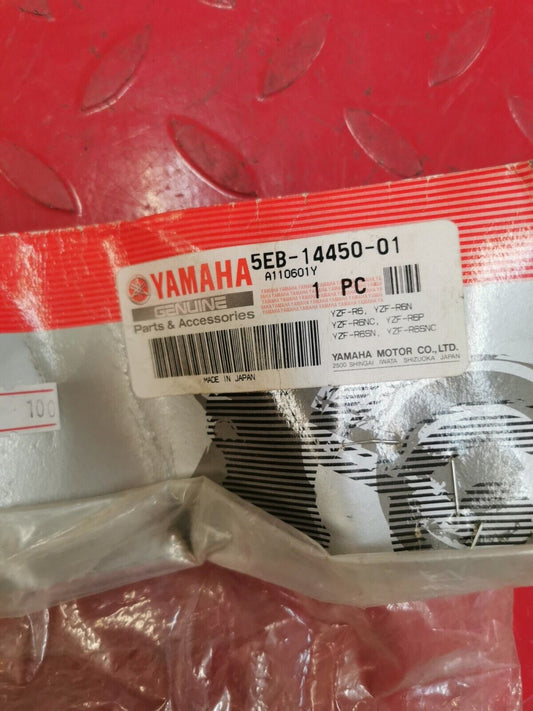 YAMAHA
GENUINE
Parts & Accessories
5EB-14450-01
A110601Y
1 PC
YZF-R6, YZF-R6N
YZF-R6NC, YZF-R6P
YZF-R6SN, YZF-R6SNC
YAMAHA MOTOR CO.,LTD.
2500 SHINGAI IWATA SHIZUOKA JAPAN
MADE IN JAPAN
100